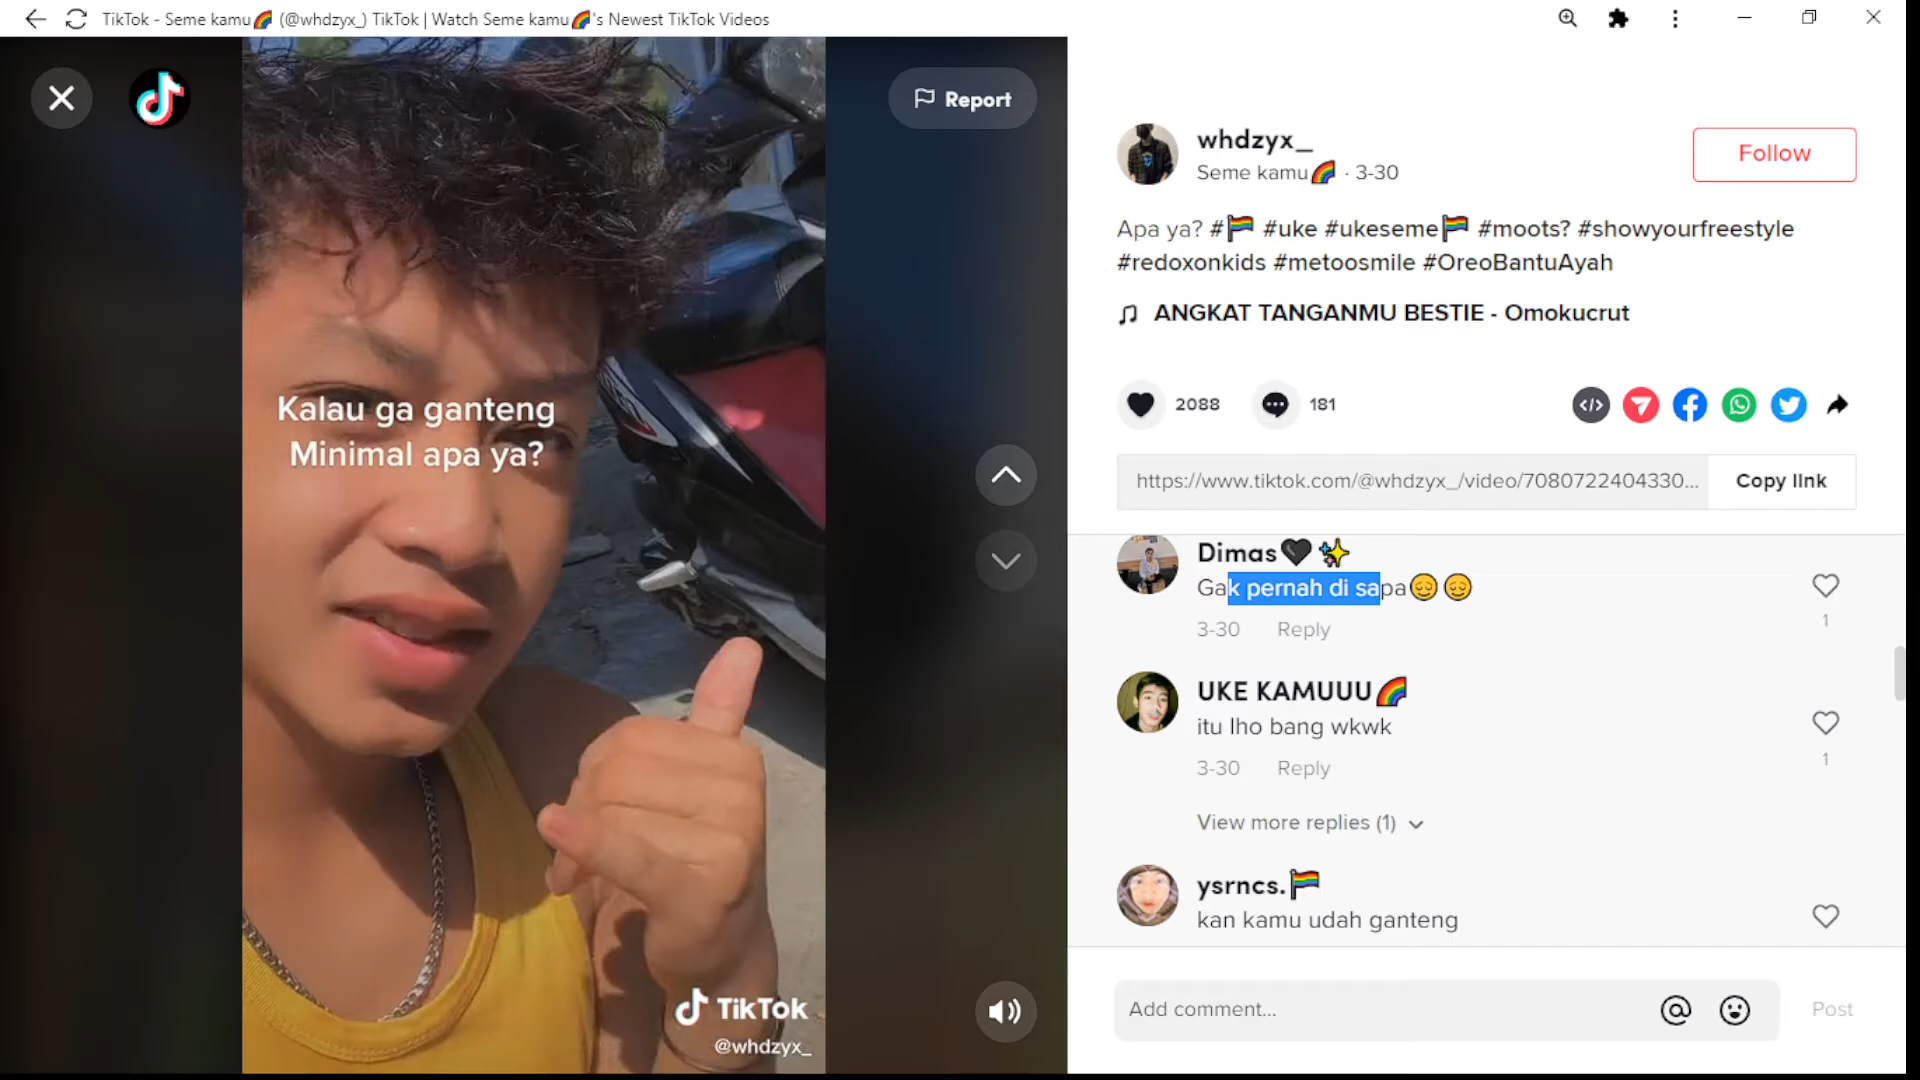 TikTok - Seme kamu🌈 (@whdzyx_) TikTok | Watch Seme kamu🌈's Newest TikTok Videos
Report
Kalau ga ganteng
Minimal apa ya?
TikTok
@whdzyx_
whdzyx_
Seme kamu🌈 · 3-30
Follow
Apa ya? #🏳️‍🌈 #uke #ukeseme🏳️‍🌈 #moots? #showyourfreestyle
#redoxonkids #metoosmile #OreoBantuAyah
ANGKAT TANGANMU BESTIE - Omokucrut
2088
181
https://www.tiktok.com/@whdzyx_/video/7080722404330...
Copy link
Dimas🖤✨
Gak pernah di sapa😌😌
1
3-30 Reply
UKE KAMUUU🌈
itu lho bang wkwk
1
3-30 Reply
View more replies (1)
ysrncs.🏳️‍🌈
kan kamu udah ganteng
Add comment...
Post